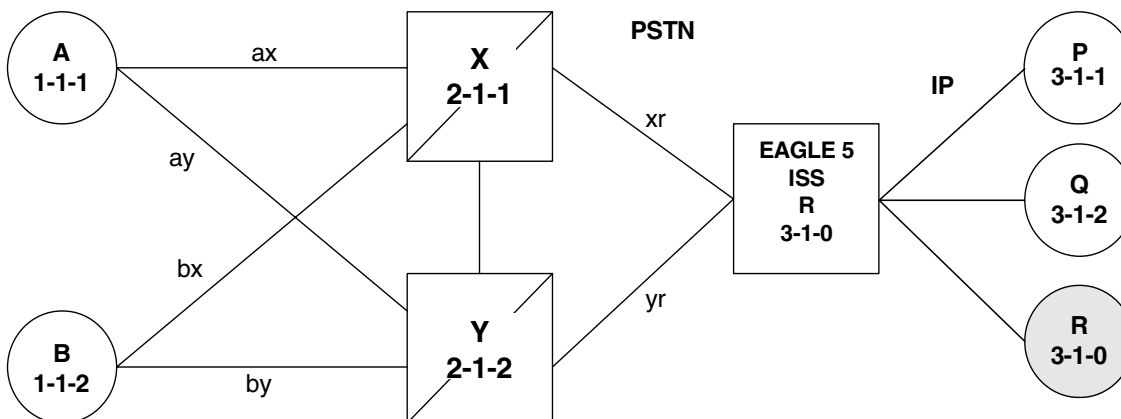 A
1-1-1
ax
X
2-1-1
PSTN
P
3-1-1
IP
xr
ay
EAGLE 5
ISS
R
3-1-0
Q
3-1-2
bx
yr
B
1-1-2
by
Y
2-1-2
R
3-1-0